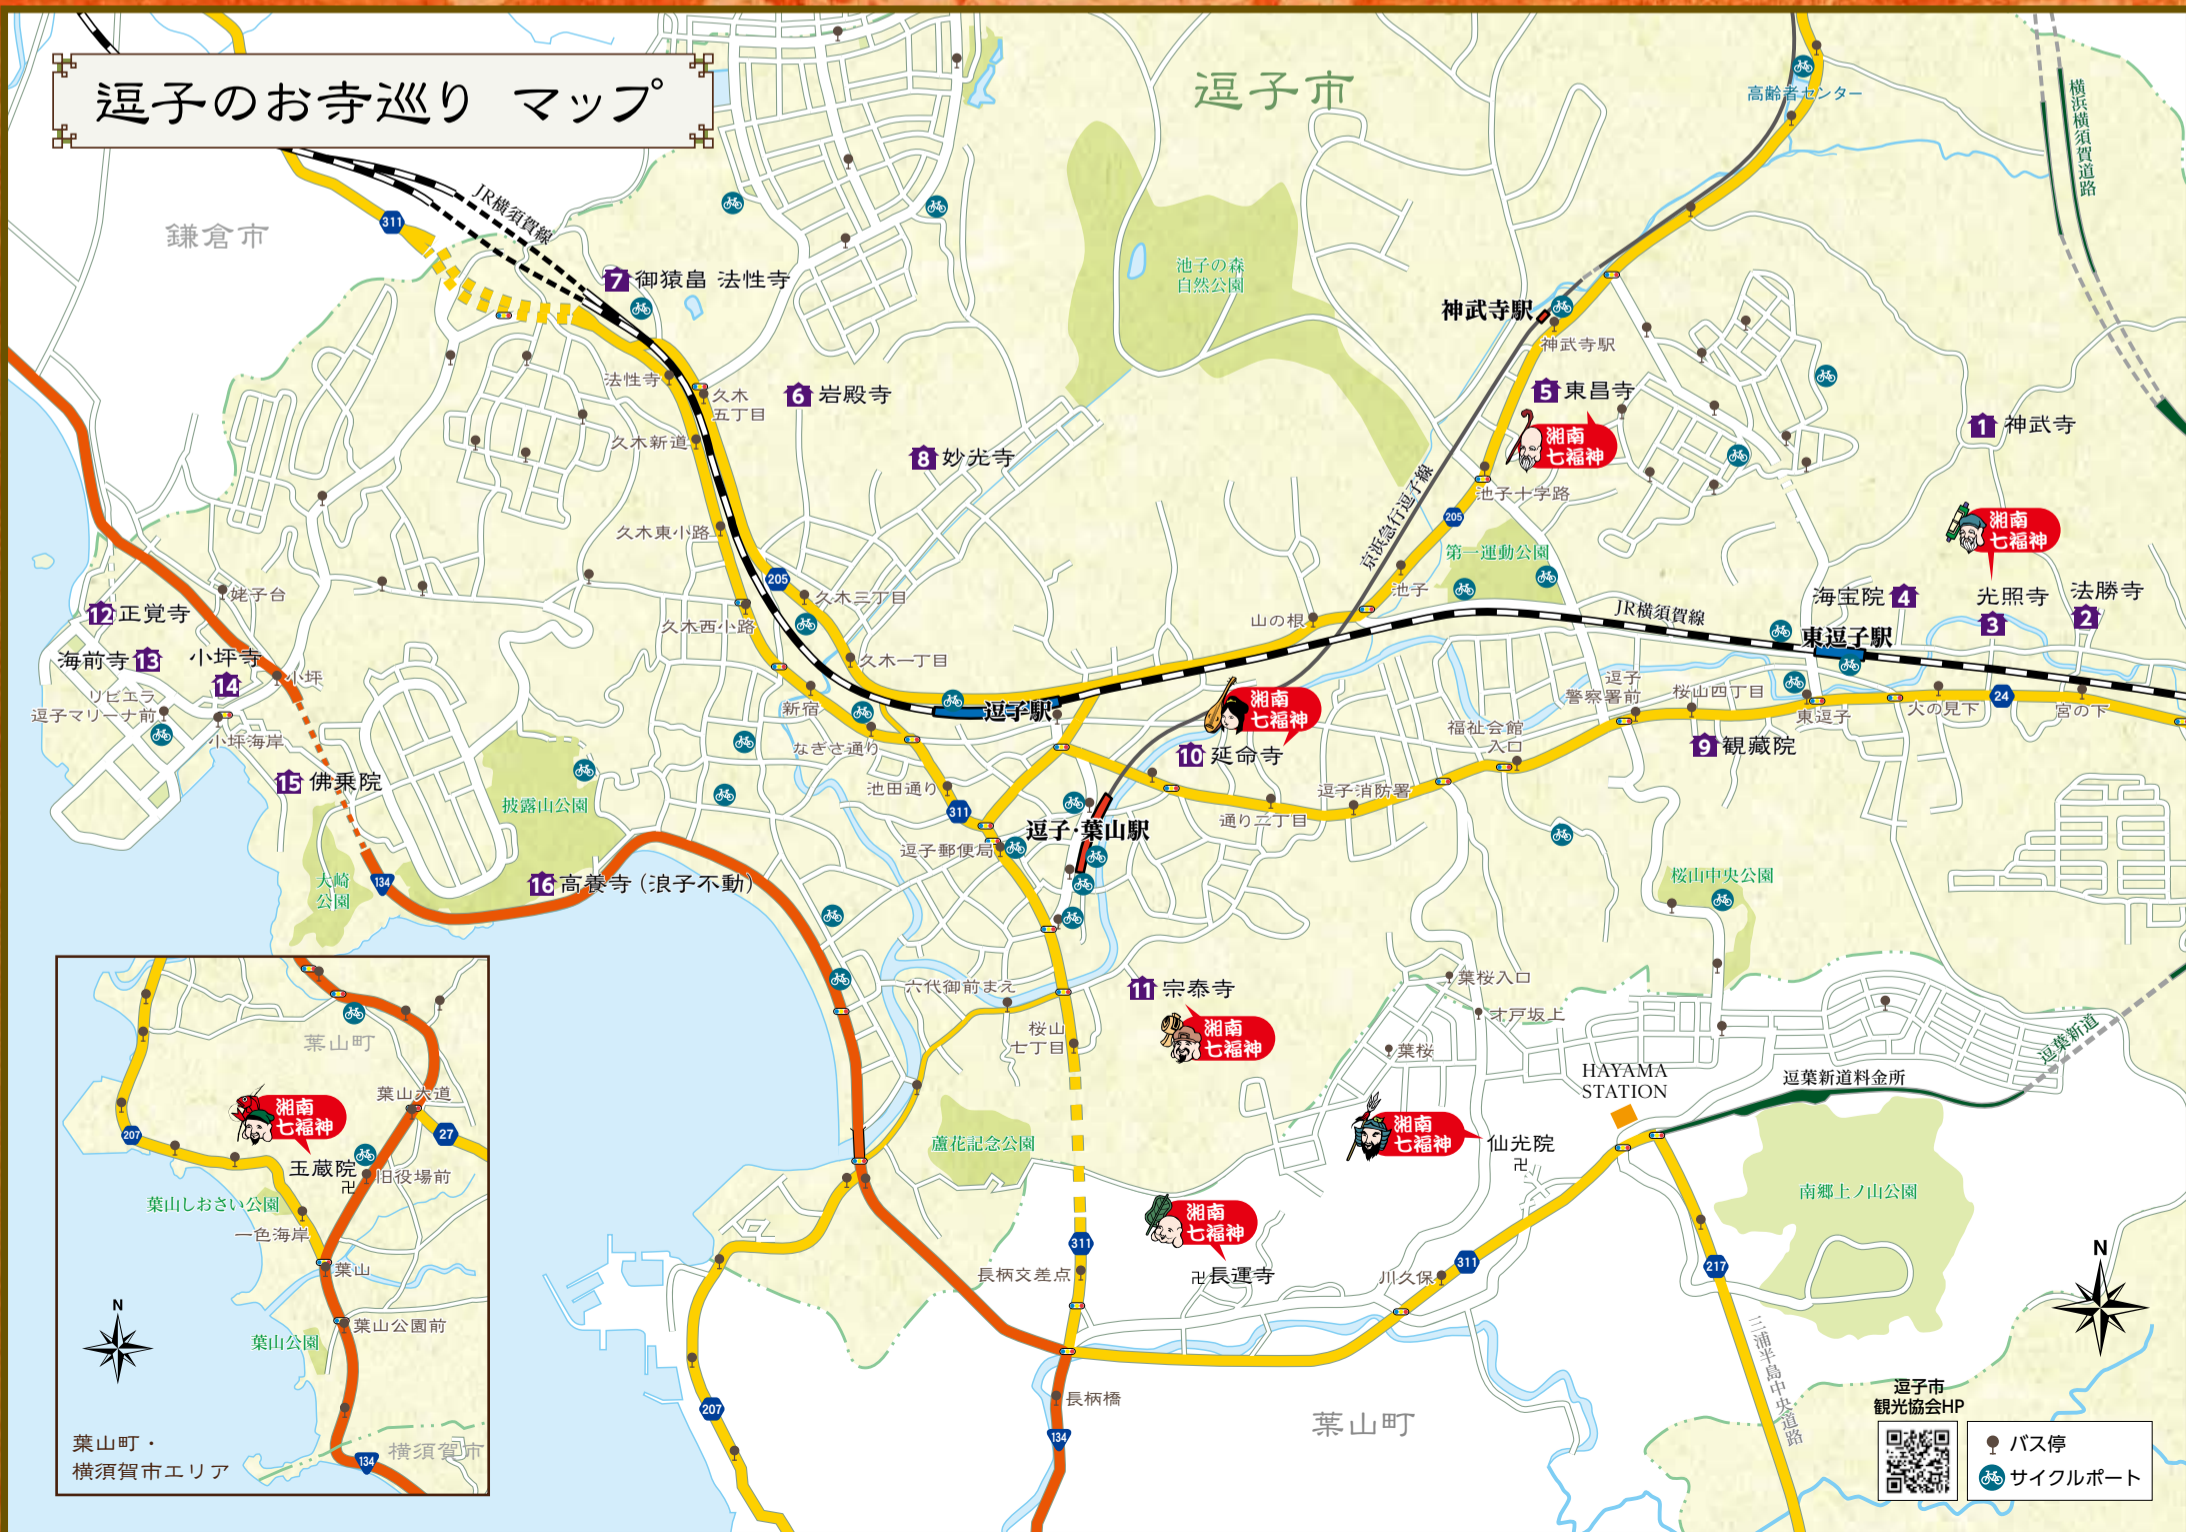 逗子のお寺巡り マップ
逗子市
鎌倉市
311
JR横須賀線
高齢者センター
横浜横須賀道路
7 御猿畠 法性寺
池子の森
自然公園
神武寺駅
神武寺駅
法性寺
久木
五丁目
6 岩殿寺
久木新道
8 妙光寺
5 東昌寺
湘南
七福神
1 神武寺
池子十字路
205
京浜急行逗子線
久木東小路
第一運動公園
湘南
七福神
205
久木三丁目
池子
姥子台
12 正覚寺
久木西小路
山の根
JR横須賀線
海宝院 4
光照寺
3
法勝寺
2
東逗子駅
海前寺 13
小坪寺
14
小坪
久木一丁目
リビエラ
逗子マリーナ前
小坪海岸
新宿
なぎさ通り
逗子駅
湘南
七福神
10 延命寺
逗子
警察署前
桜山四丁目
東逗子
火の見下
24
宮の下
福祉会館
入口
9 観蔵院
15 佛乗院
披露山公園
池田通り
311
逗子消防署
通り二丁目
逗子・葉山駅
逗子郵便局
大崎
公園
134
16 高養寺(浪子不動)
桜山中央公園
六代御前まえ
11 宗泰寺
湘南
七福神
桜山
七丁目
葉桜入口
才戸坂上
葉桜
HAYAMA
STATION
逗葉新道料金所
逗葉新道
蘆花記念公園
湘南
七福神
仙光院
卍
南郷上ノ山公園
湘南
七福神
卍長運寺
311
長柄交差点
川久保
311
217
三浦半島中央道路
207
長柄橋
134
葉山町
葉山町
葉山大道
27
207
湘南
七福神
玉蔵院
卍
旧役場前
葉山しおさい公園
一色海岸
葉山
葉山公園前
葉山公園
N
横須賀市
134
葉山町・
横須賀市エリア
N
逗子市
観光協会HP
バス停
サイクルポート